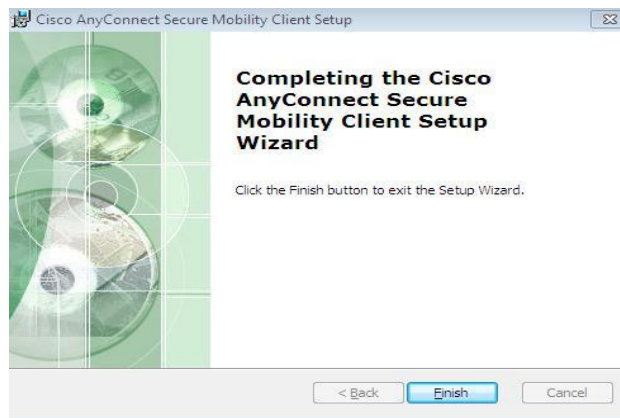 Cisco AnyConnect Secure Mobility Client Setup
Completing the Cisco
AnyConnect Secure
Mobility Client Setup
Wizard
Click the Finish button to exit the Setup Wizard.
< Back
Finish
Cancel